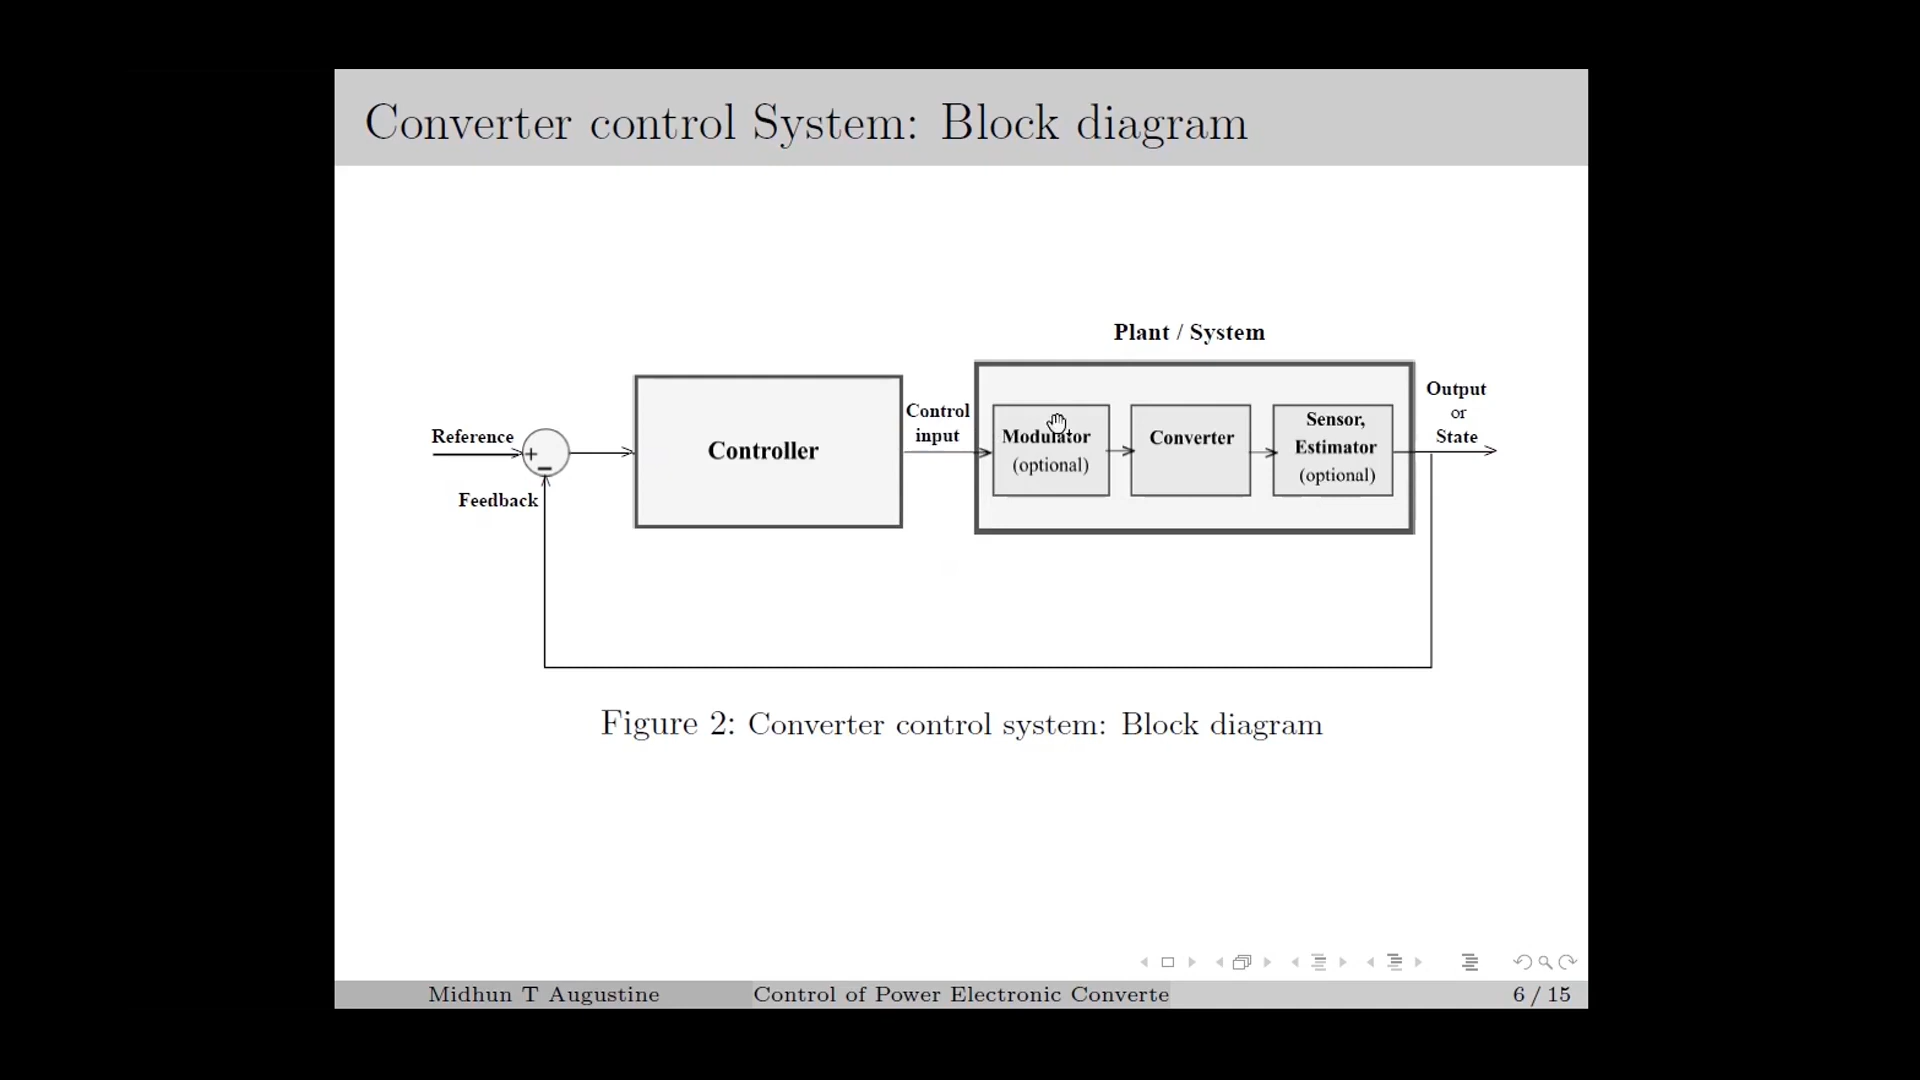 Converter control System: Block diagram
Plant / System
Reference
+
−
Feedback
Controller
Control
input
Modulator
(optional)
Converter
Sensor,
Estimator
(optional)
Output
or
State
Figure 2: Converter control system: Block diagram
Midhun T Augustine
Control of Power Electronic Converte
6 / 15